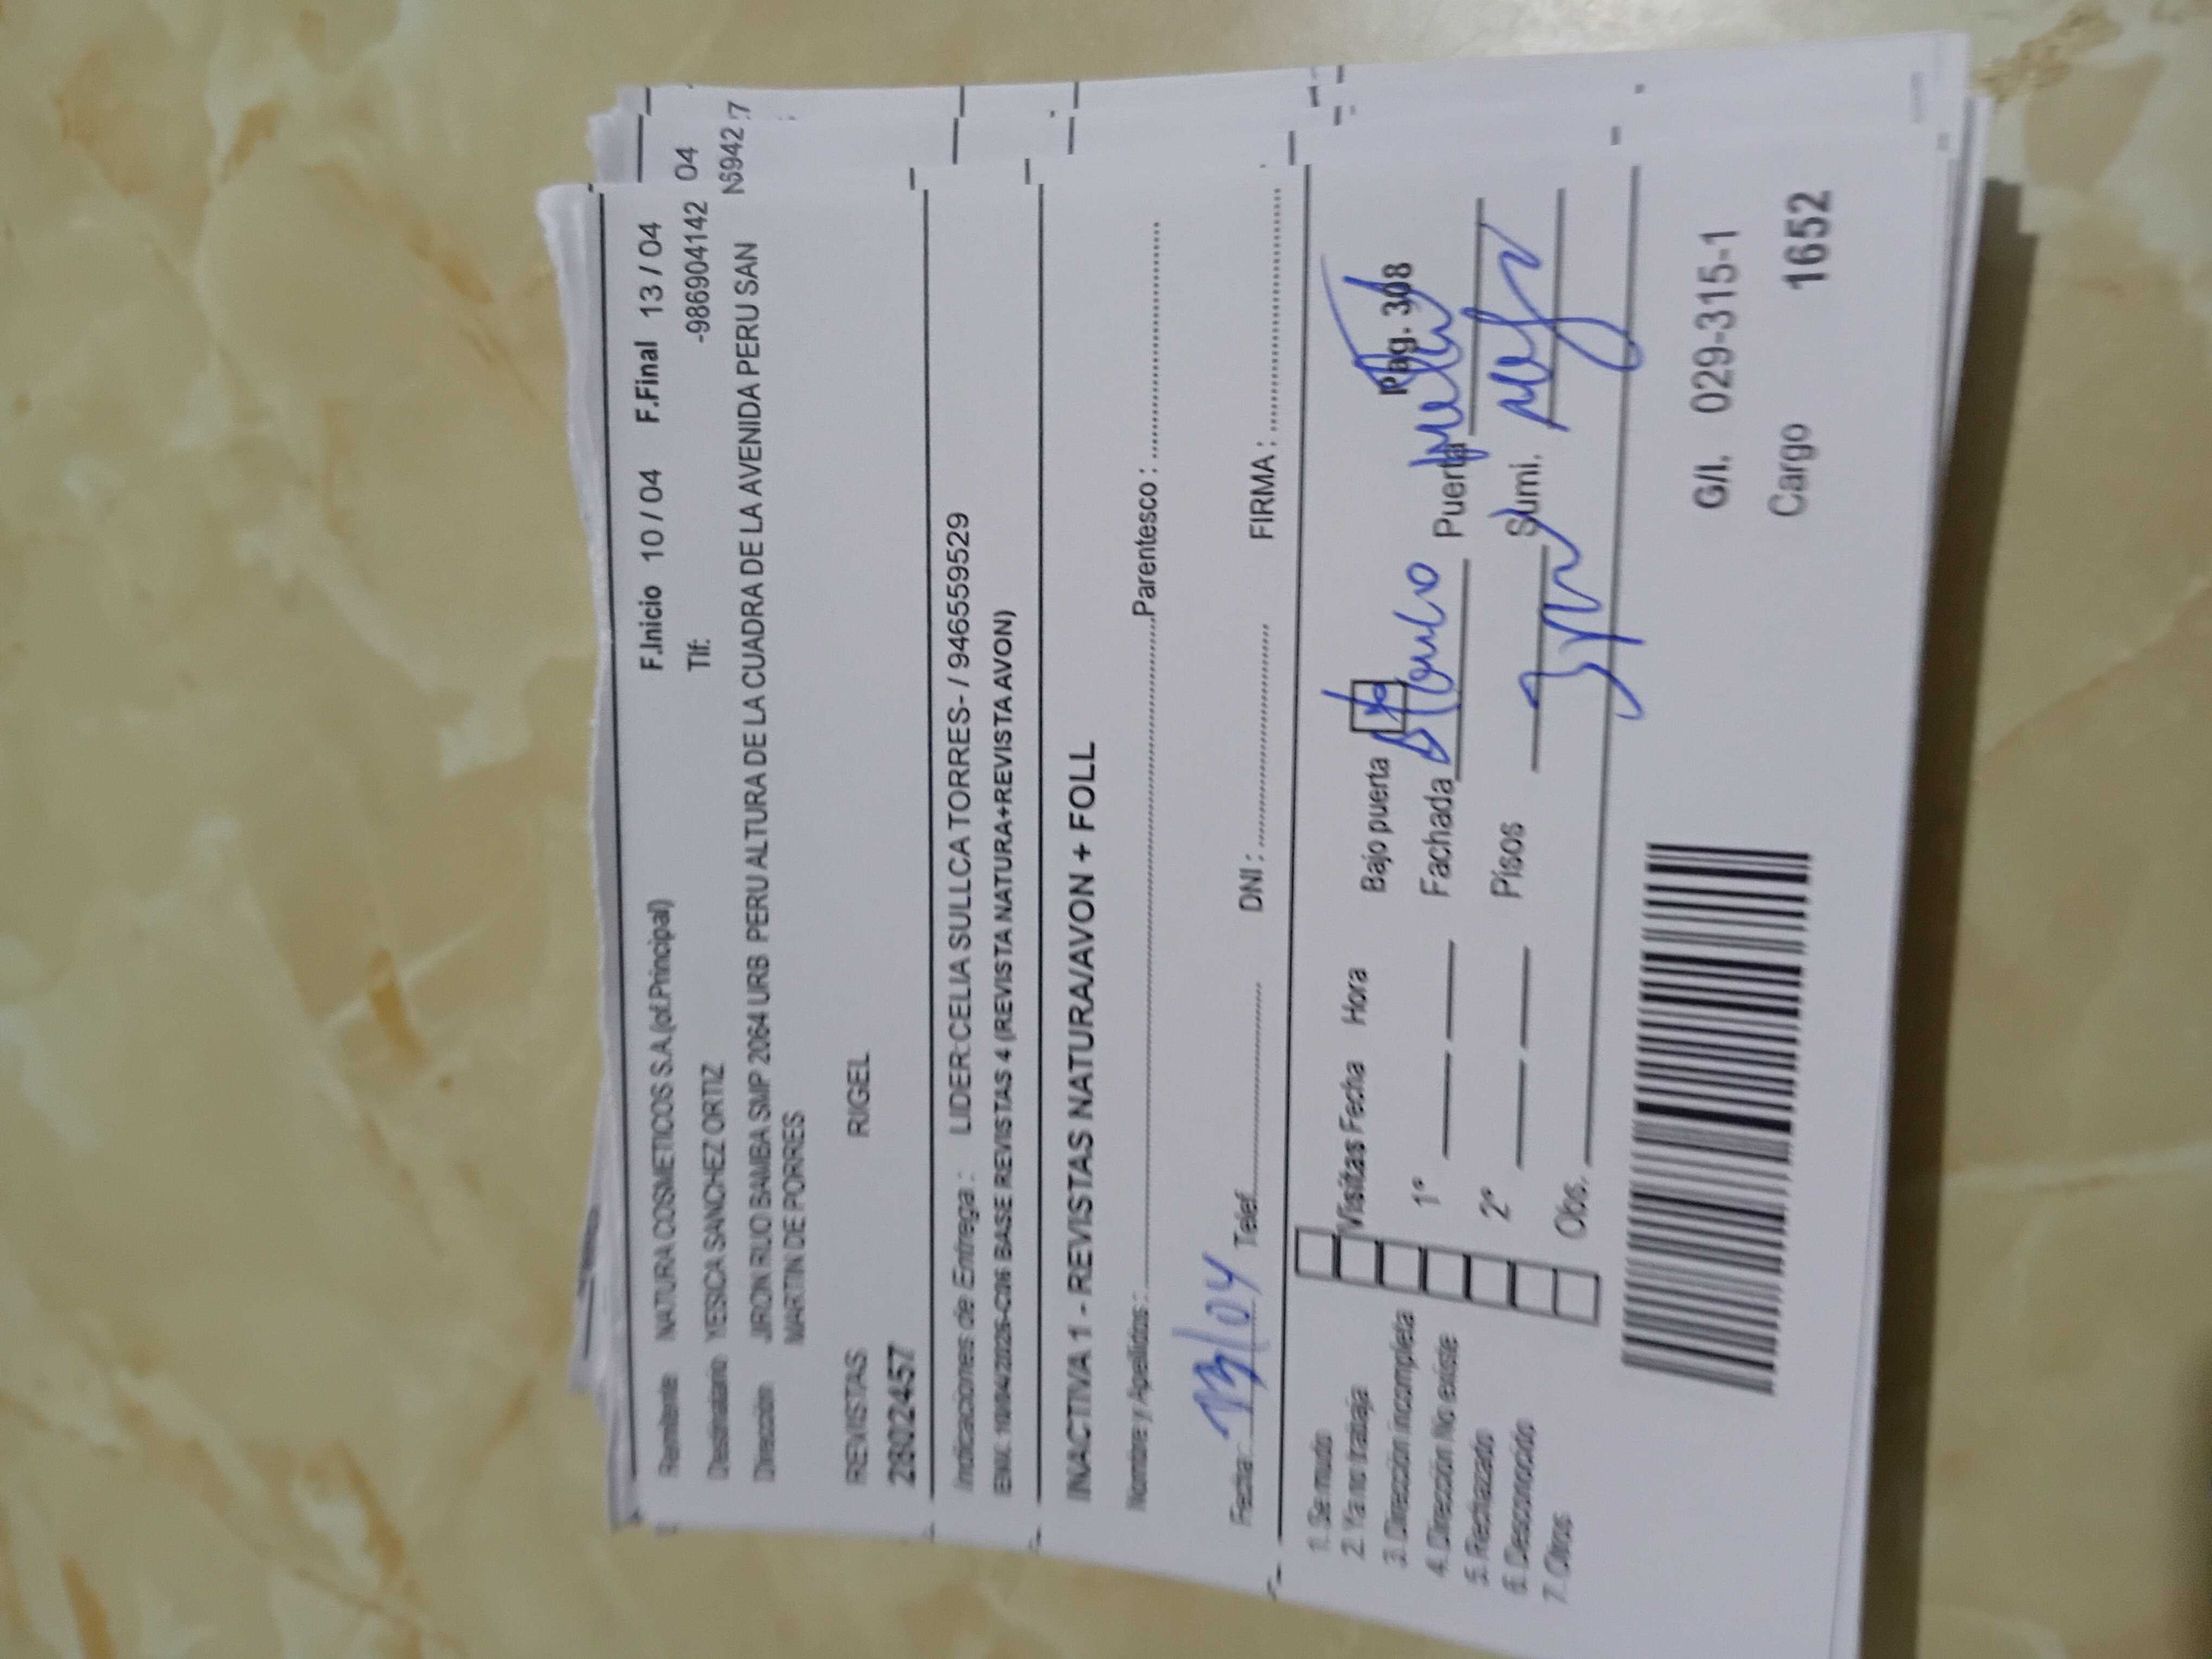 F.Inicio 10 / 04 F.Final 13 / 04
Remitente NATURA COSMETICOS S.A.(of.Principal) Tlf: -986904142 04
Destinatario YESICA SANCHEZ ORTIZ
Dirección JIRON RUJO BAMBA SMP 2064 URB PERU ALTURA DE LA CUADRA DE LA AVENIDA PERU SAN
MARTIN DE PORRES
REVISTAS RIGEL
28024457
Indicaciones de Entrega : LIDER:CELIA SULLCA TORRES- / 946559529
BASE REVISTAS 4 (REVISTA NATURA+REVISTA AVON)
INACTIVA 1 - REVISTAS NATURA/AVON + FOLL
Nombre y Apellidos : Parentesco :
Fecha: 13/04 Telef. DNI : FIRMA :
1. Se mudo
2. Ya no trabaja
3. Dirección incompleta
4. Dirección No existe
5. Rechazado
6. Desconocido
7. Otros
Visitas Fecha Hora Bajo puerta Pag. 308
1° Fachada Blanco Puerta
2° Pisos Sumi.
Obs.
G/I. 029-315-1
Cargo 1652